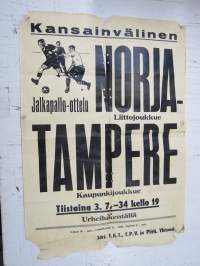 Kansainvälinen
Jalkapallo-ottelu
NORJA-
Liittojoukkue
TAMPERE
Kaupunkijoukkue
Tiistaina 3. 7. -34 kello 19
Urheilukentällä